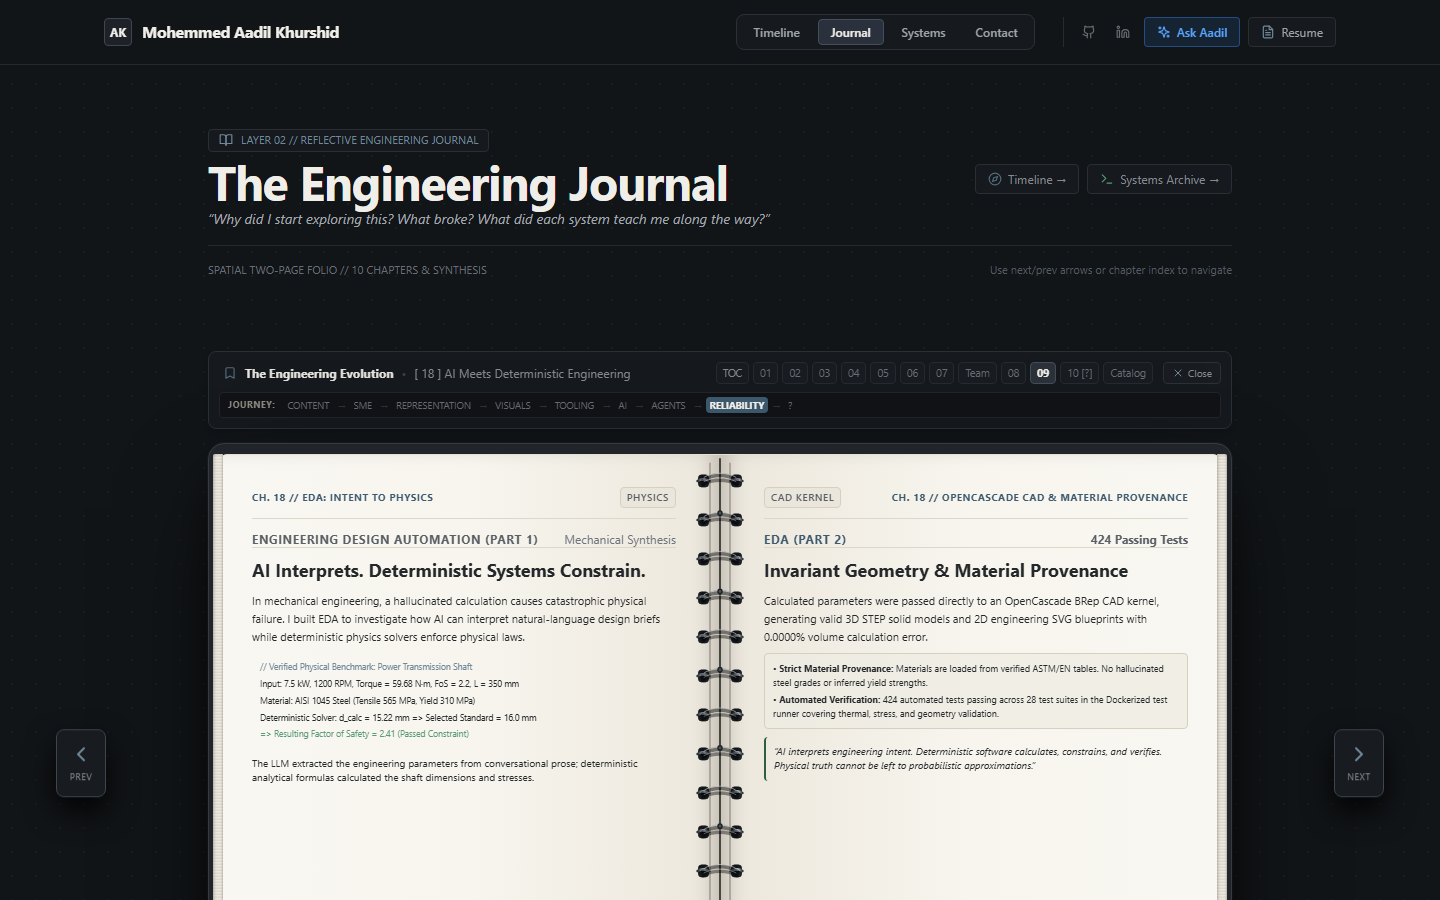 AK Mohemmed Aadil Khurshid Timeline Journal Systems Contact Ask Aadil Resume
LAYER 02 // REFLECTIVE ENGINEERING JOURNAL
The Engineering Journal
"Why did I start exploring this? What broke? What did each system teach me along the way?"
Timeline → Systems Archive →
SPATIAL TWO-PAGE FOLIO // 10 CHAPTERS & SYNTHESIS
Use next/prev arrows or chapter index to navigate
The Engineering Evolution • [ 18 ] AI Meets Deterministic Engineering TOC 01 02 03 04 05 06 07 Team 08 09 10 [?] Catalog × Close
JOURNEY: CONTENT → SME → REPRESENTATION → VISUALS → TOOLING → AI → AGENTS → RELIABILITY → ?
CH. 18 // EDA: INTENT TO PHYSICS PHYSICS
ENGINEERING DESIGN AUTOMATION (PART 1) Mechanical Synthesis
AI Interprets. Deterministic Systems Constrain.
In mechanical engineering, a hallucinated calculation causes catastrophic physical
failure. I built EDA to investigate how AI can interpret natural-language design briefs
while deterministic physics solvers enforce physical laws.
// Verified Physical Benchmark: Power Transmission Shaft
Input: 7.5 kW, 1200 RPM, Torque = 59.68 N·m, FoS = 2.2, L = 350 mm
Material: AISI 1045 Steel (Tensile 565 MPa, Yield 310 MPa)
Deterministic Solver: d_calc = 15.22 mm => Selected Standard = 16.0 mm
=> Resulting Factor of Safety = 2.41 (Passed Constraint)
The LLM extracted the engineering parameters from conversational prose; deterministic
analytical formulas calculated the shaft dimensions and stresses.
CAD KERNEL CH. 18 // OPENCASCADE CAD & MATERIAL PROVENANCE
EDA (PART 2) 424 Passing Tests
Invariant Geometry & Material Provenance
Calculated parameters were passed directly to an OpenCascade BRep CAD kernel,
generating valid 3D STEP solid models and 2D engineering SVG blueprints with
0.0000% volume calculation error.
• Strict Material Provenance: Materials are loaded from verified ASTM/EN tables. No hallucinated
steel grades or inferred yield strengths.
• Automated Verification: 424 automated tests passing across 28 test suites in the Dockerized test
runner covering thermal, stress, and geometry validation.
"AI interprets engineering intent. Deterministic software calculates, constrains, and verifies.
Physical truth cannot be left to probabilistic approximations."
PREV
NEXT